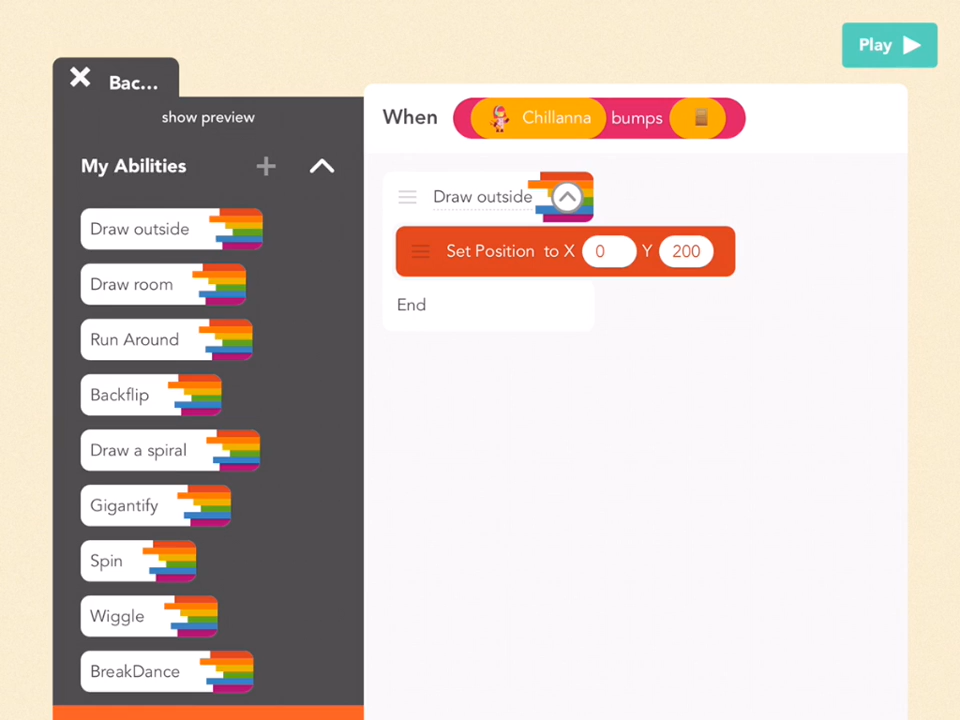 Play
Bac...
show preview
My Abilities
Draw outside
Draw room
Run Around
Backflip
Draw a spiral
Gigantify
Spin
Wiggle
BreakDance
When Chillanna bumps
Draw outside
Set Position to X 0 Y 200
End